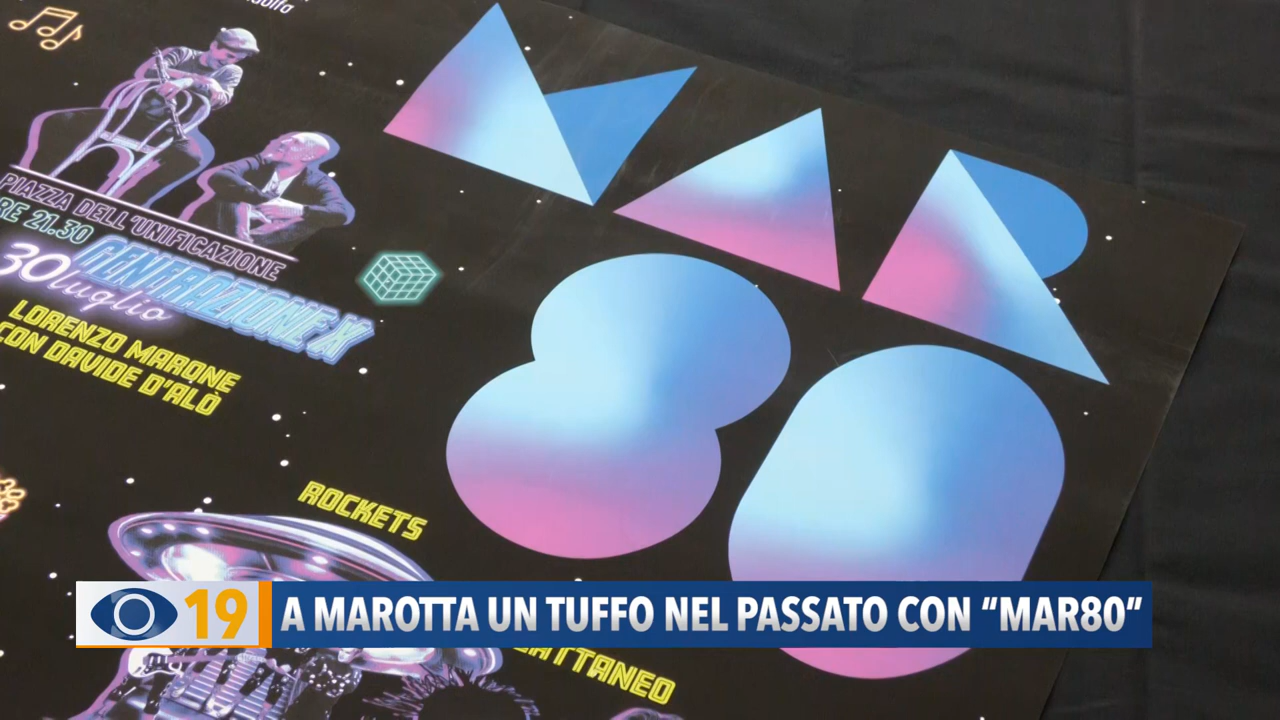 MAR
80
PIAZZA DELL'UNIFICAZIONE
ORE 21.30
GENERAZIONE X
30 luglio
LORENZO MARONE
CON DAVIDE D'ALÒ
ROCKETS
19
A MAROTTA UN TUFFO NEL PASSATO CON “MAR80”
CATTANEO